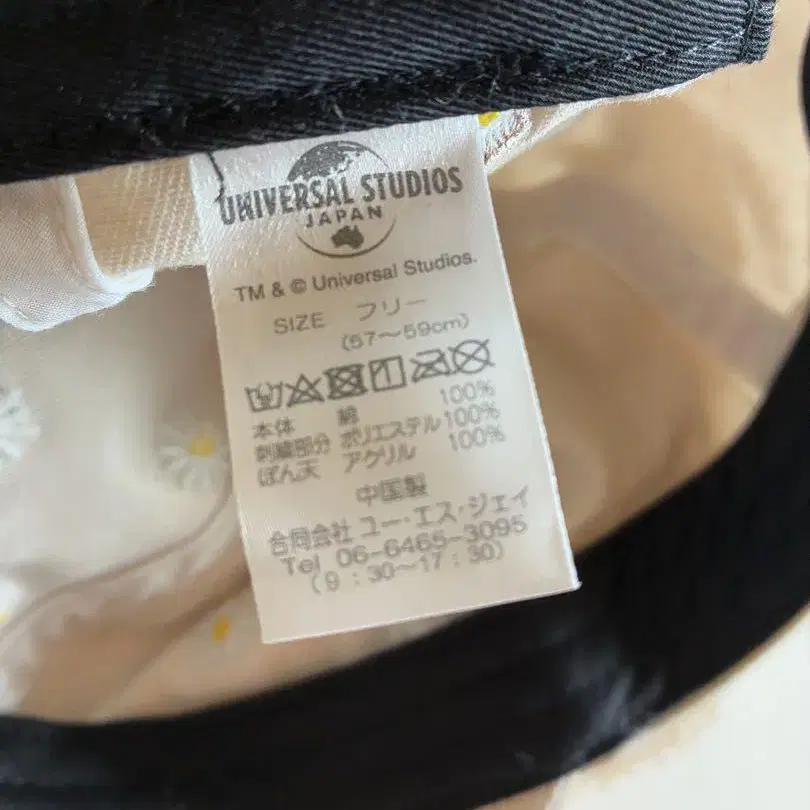 UNIVERSAL STUDIOS
JAPAN
TM & © Universal Studios.
SIZE フリー
(57～59cm)
本体 綿 100%
刺繍部分 ポリエステル 100%
ぽん天 アクリル 100%
中国製
合同会社 ユー・エス・ジェイ
Tel 06-6465-3095
(9:30～17:30)